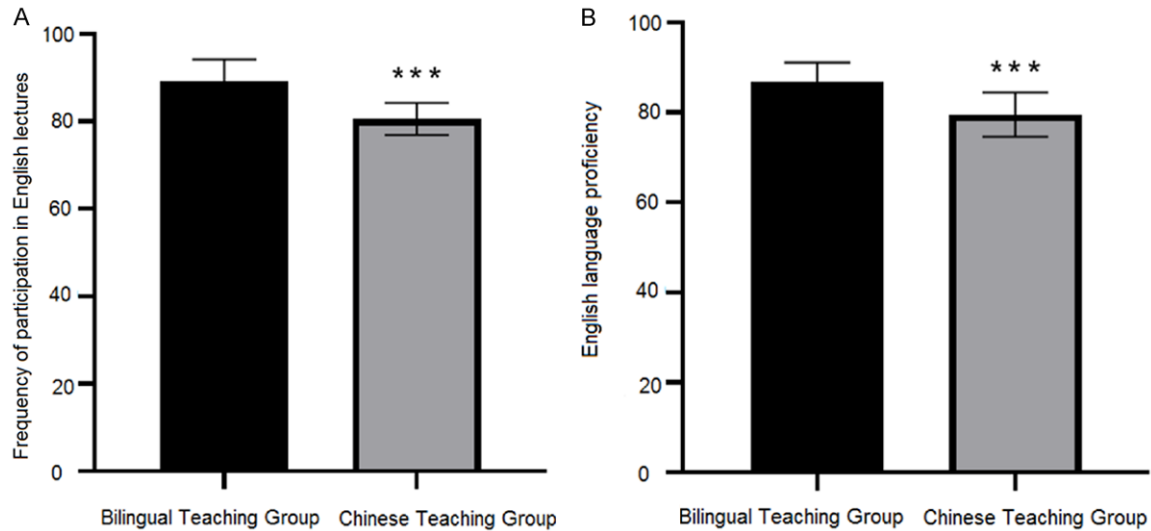 A
Frequency of participation in English lectures
100
80
60
40
20
0
***
Bilingual Teaching Group
Chinese Teaching Group
B
English language proficiency
100
80
60
40
20
0
***
Bilingual Teaching Group
Chinese Teaching Group